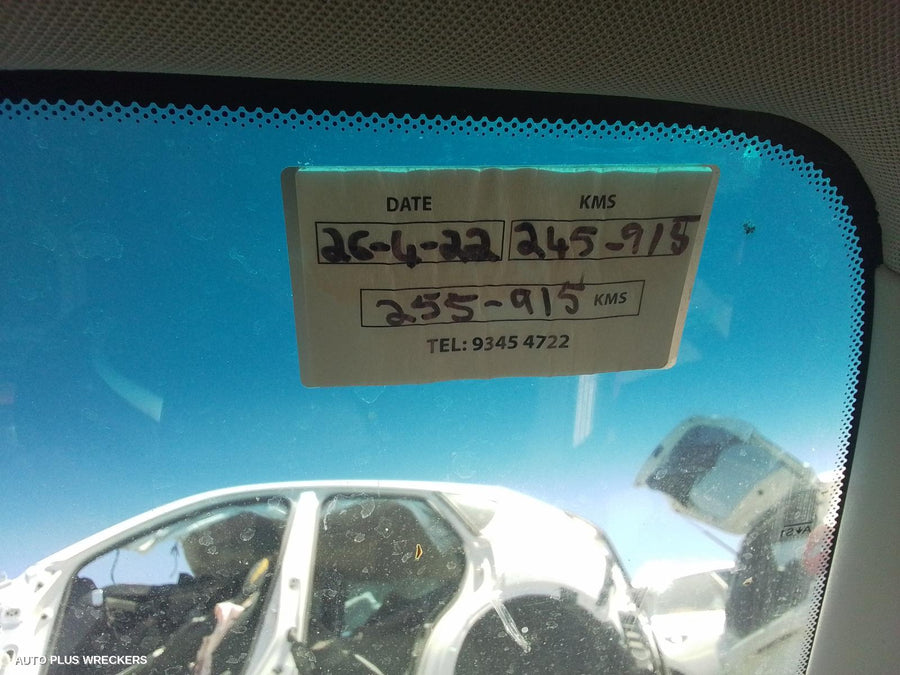 DATE KMS
26-4-22 245-915
255-915 KMS
TEL: 9345 4722
AUTO PLUS WRECKERS